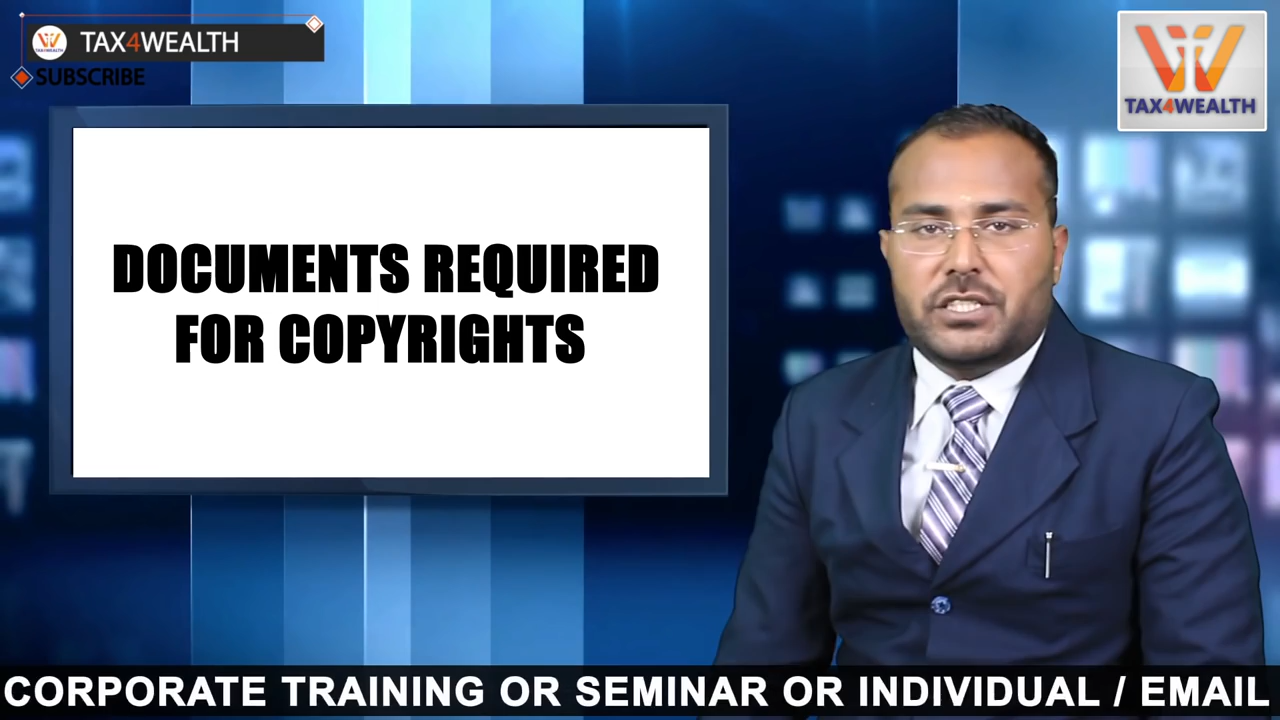 TAX4WEALTH
SUBSCRIBE
TAX4WEALTH
DOCUMENTS REQUIRED
FOR COPYRIGHTS
CORPORATE TRAINING OR SEMINAR OR INDIVIDUAL / EMAIL